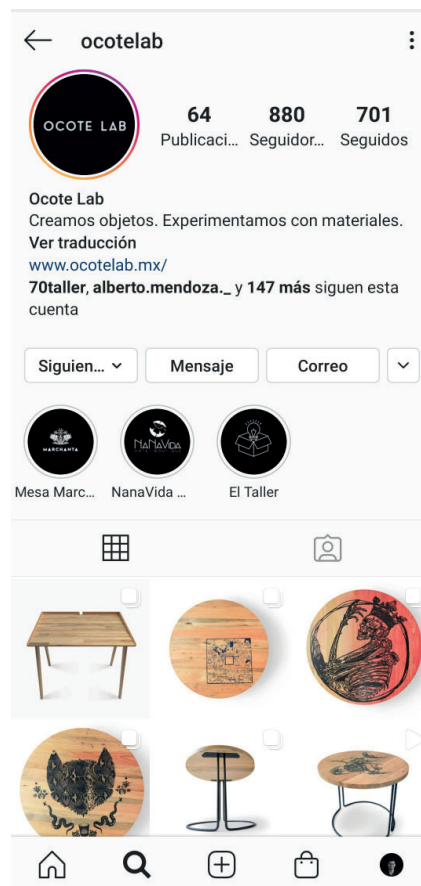 ocotelab
OCOTE LAB
64 880 701
Publicaci... Seguidor... Seguidos
Ocote Lab
Creamos objetos. Experimentamos con materiales.
Ver traducción
www.ocotelab.mx/
70taller, alberto.mendoza._ y 147 más siguen esta
cuenta
Siguien... Mensaje Correo
MARCHANTA
NANAVIDA
Mesa Marc... NanaVida ... El Taller